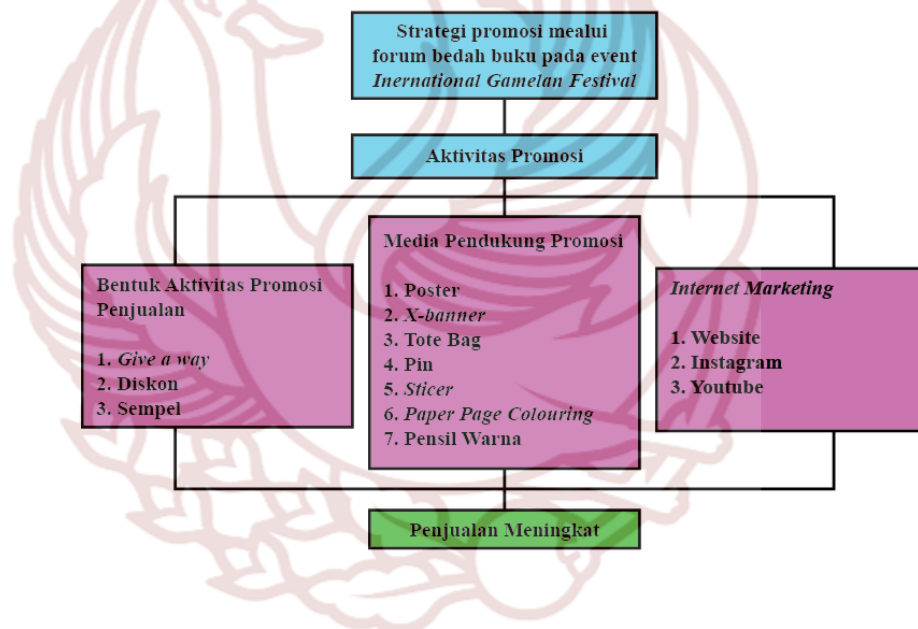 Strategi promosi mealui
forum bedah buku pada event
Inernational Gamelan Festival
Aktivitas Promosi
Bentuk Aktivitas Promosi
Penjualan
1. Give a way
2. Diskon
3. Sempel
Media Pendukung Promosi
1. Poster
2. X-banner
3. Tote Bag
4. Pin
5. Sticer
6. Paper Page Colouring
7. Pensil Warna
Internet Marketing
1. Website
2. Instagram
3. Youtube
Penjualan Meningkat